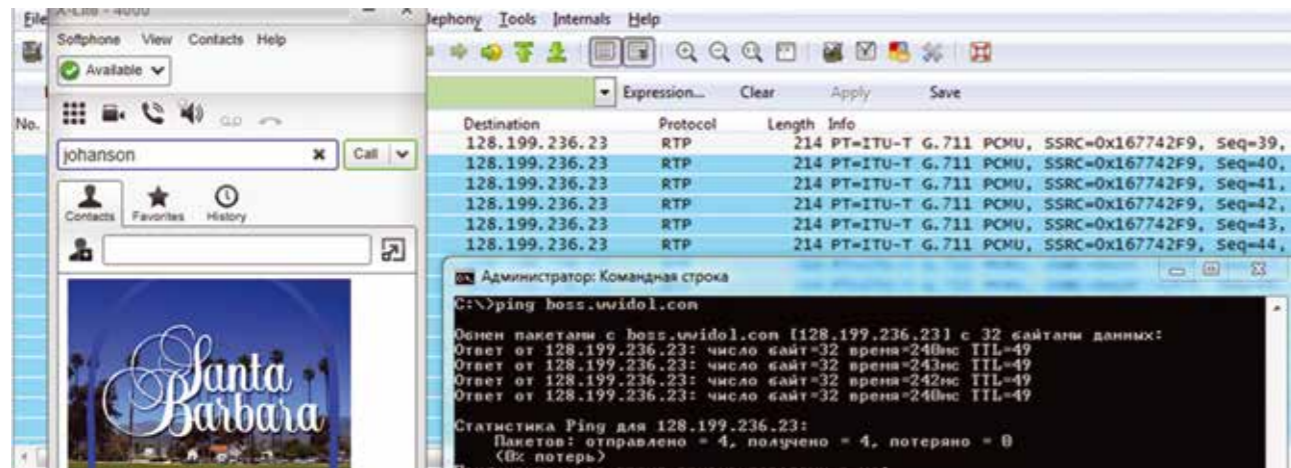 X-Lite - 4000
Softphone View Contacts Help
Available
johanson
Call
Contacts Favorites History
Santa
Barbara
File
lephony Tools Internals Help
Expression... Clear Apply Save
No. Destination Protocol Length Info
128.199.236.23 RTP 214 PT=ITU-T G.711 PCMU, SSRC=0x167742F9, Seq=39,
128.199.236.23 RTP 214 PT=ITU-T G.711 PCMU, SSRC=0x167742F9, Seq=40,
128.199.236.23 RTP 214 PT=ITU-T G.711 PCMU, SSRC=0x167742F9, Seq=41,
128.199.236.23 RTP 214 PT=ITU-T G.711 PCMU, SSRC=0x167742F9, Seq=42,
128.199.236.23 RTP 214 PT=ITU-T G.711 PCMU, SSRC=0x167742F9, Seq=43,
128.199.236.23 RTP 214 PT=ITU-T G.711 PCMU, SSRC=0x167742F9, Seq=44,
Администратор: Командная строка
C:\>ping boss.uwidol.com
Обмен пакетами с boss.uwidol.com [128.199.236.23] с 32 байтами данных:
Ответ от 128.199.236.23: число байт=32 время=240мс TTL=49
Ответ от 128.199.236.23: число байт=32 время=243мс TTL=49
Ответ от 128.199.236.23: число байт=32 время=242мс TTL=49
Ответ от 128.199.236.23: число байт=32 время=240мс TTL=49
Статистика Ping для 128.199.236.23:
Пакетов: отправлено = 4, получено = 4, потеряно = 0
(0% потерь)